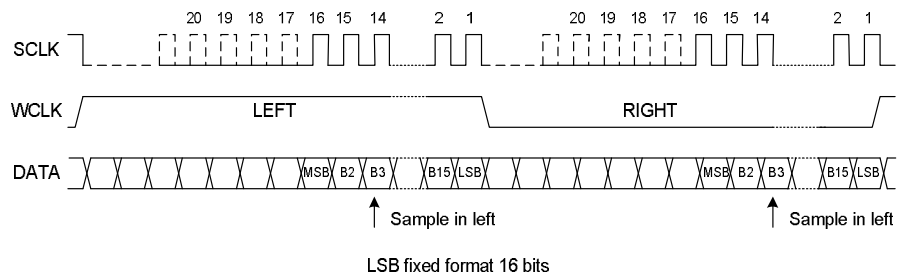 20 19 18 17 16 15 14 2 1 20 19 18 17 16 15 14 2 1
SCLK
WCLK LEFT RIGHT
DATA MSB B2 B3 B15 LSB MSB B2 B3 B15 LSB
Sample in left Sample in left
LSB fixed format 16 bits